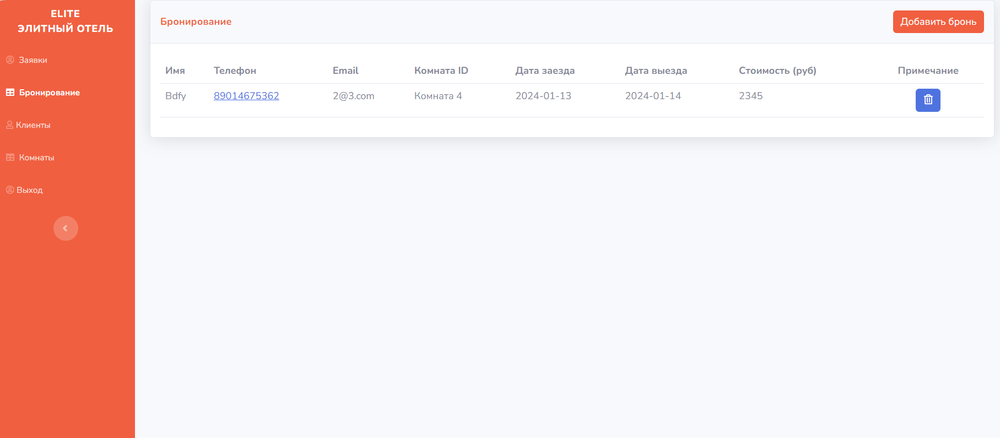 ELITE
ЭЛИТНЫЙ ОТЕЛЬ
Заявки
Бронирование
Клиенты
Комнаты
Выход
Бронирование
Добавить бронь
Имя Телефон Email Комната ID Дата заезда Дата выезда Стоимость (руб) Примечание
Bdfy 89014675362 2@3.com Комната 4 2024-01-13 2024-01-14 2345